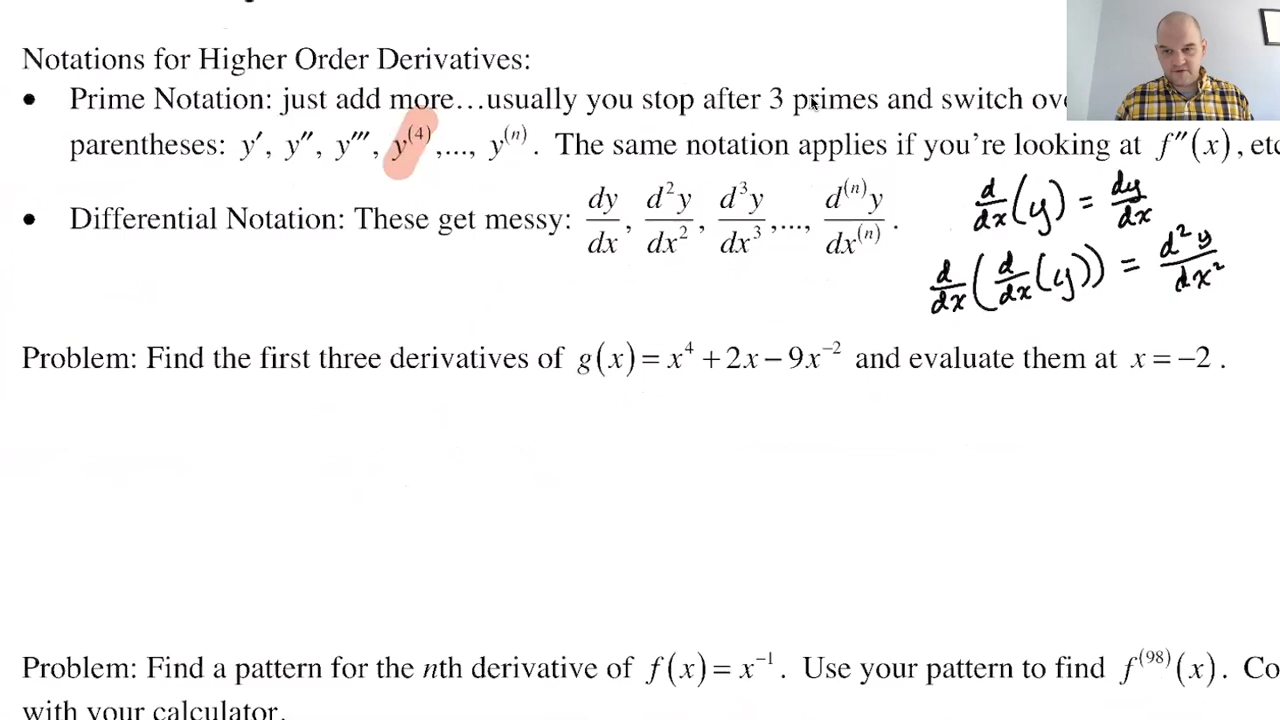 Notations for Higher Order Derivatives:
• Prime Notation: just add more…usually you stop after 3 primes and switch
parentheses: y′, y″, y‴, y⁽⁴⁾,..., y⁽ⁿ⁾. The same notation applies if you're looking at f″(x), etc
• Differential Notation: These get messy: dy/dx, d²y/dx², d³y/dx³,..., d⁽ⁿ⁾y/dx⁽ⁿ⁾.
d/dx(y) = dy/dx
d/dx(d/dx(y)) = d²y/dx²
Problem: Find the first three derivatives of g(x) = x⁴ + 2x − 9x⁻² and evaluate them at x = −2.
Problem: Find a pattern for the nth derivative of f(x) = x⁻¹. Use your pattern to find f⁽⁹⁸⁾(x).
with your calculator.